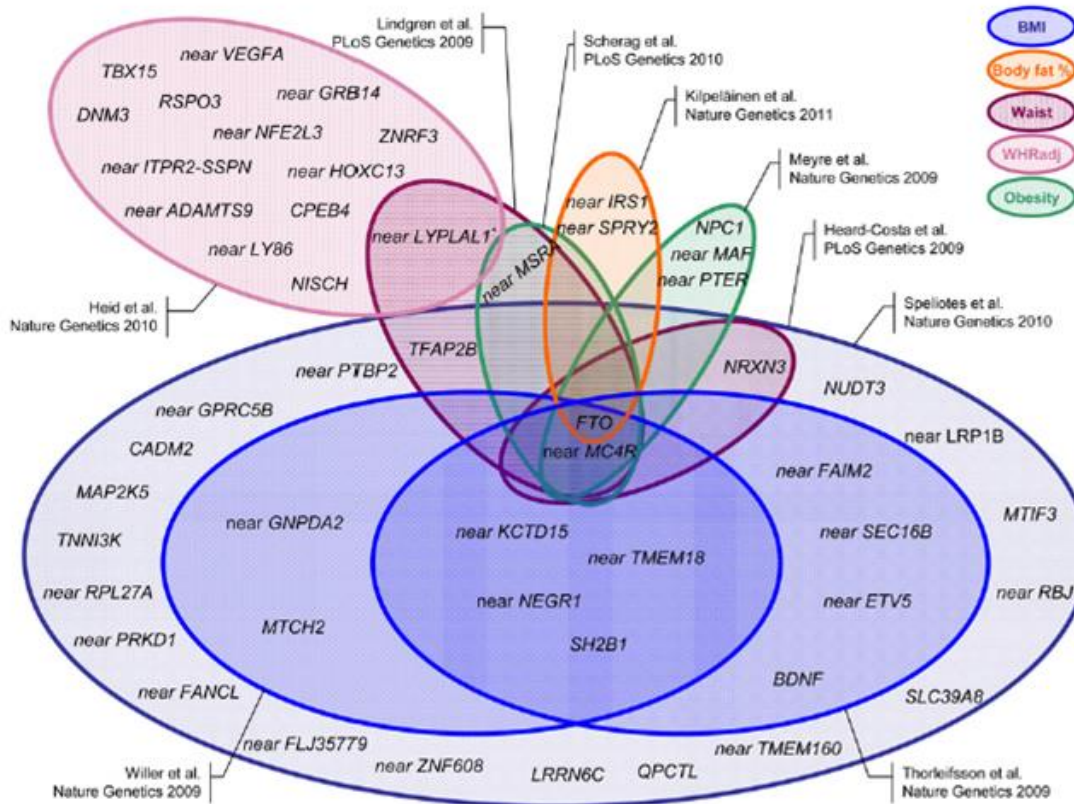 Lindgren et al.
PLoS Genetics 2009
Scherag et al.
PLoS Genetics 2010
Kilpeläinen et al.
Nature Genetics 2011
Meyre et al.
Nature Genetics 2009
Heard-Costa et al.
PLoS Genetics 2009
Speliotes et al.
Nature Genetics 2010
BMI
Body fat %
Waist
WHRadj
Obesity
near VEGFA
TBX15
RSPO3
near GRB14
DNM3
near NFE2L3
ZNRF3
near ITPR2-SSPN
near HOXC13
near ADAMTS9
CPEB4
near LY86
NISCH
Heid et al.
Nature Genetics 2010
near LYPLAL1
near MSRA
near IRS1
near SPRY2
NPC1
near MAF
near PTER
TFAP2B
near PTBP2
NRXN3
NUDT3
near GPRC5B
near LRP1B
CADM2
FTO
near MC4R
near FAIM2
MAP2K5
MTIF3
near GNPDA2
near KCTD15
near SEC16B
TNNI3K
near TMEM18
near RPL27A
near NEGR1
near ETV5
near RBJ
near PRKD1
MTCH2
SH2B1
near FANCL
BDNF
SLC39A8
near FLJ35779
near TMEM160
near ZNF608
LRRN6C
QPCTL
Willer et al.
Nature Genetics 2009
Thorleifsson et al.
Nature Genetics 2009